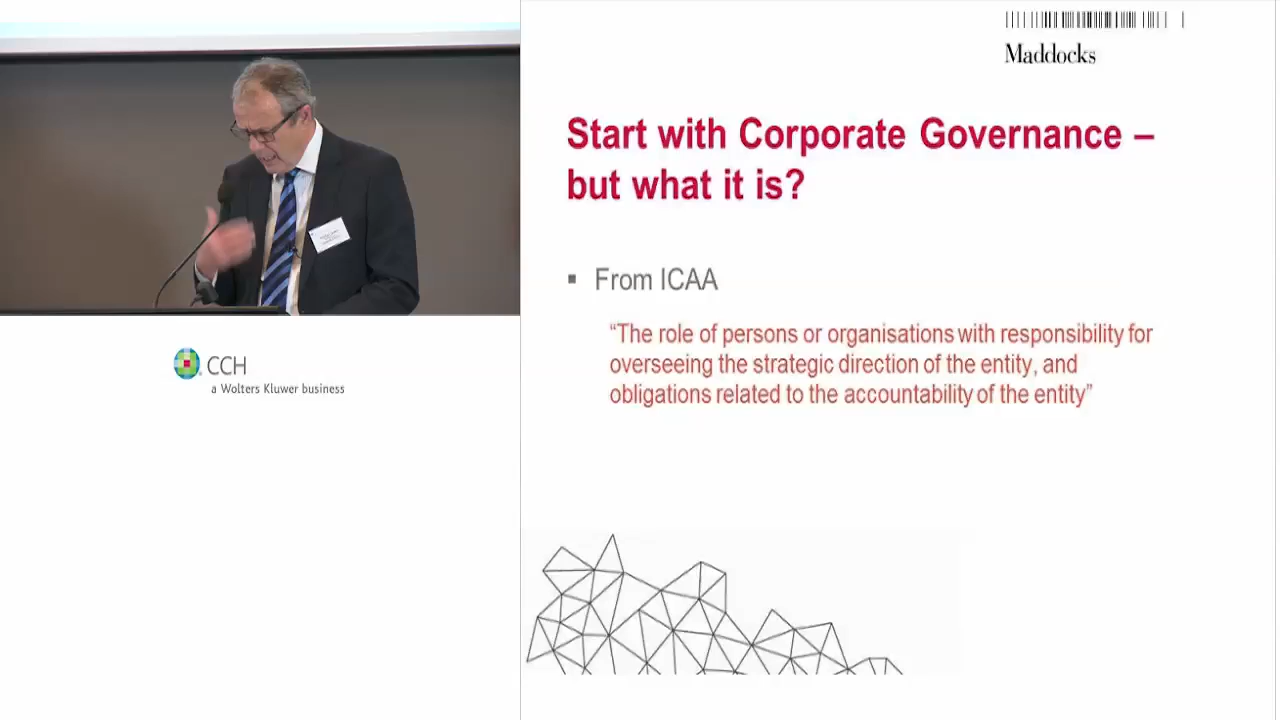 Maddocks
Start with Corporate Governance –
but what it is?
▪ From ICAA
“The role of persons or organisations with responsibility for
overseeing the strategic direction of the entity, and
obligations related to the accountability of the entity”
CCH
a Wolters Kluwer business